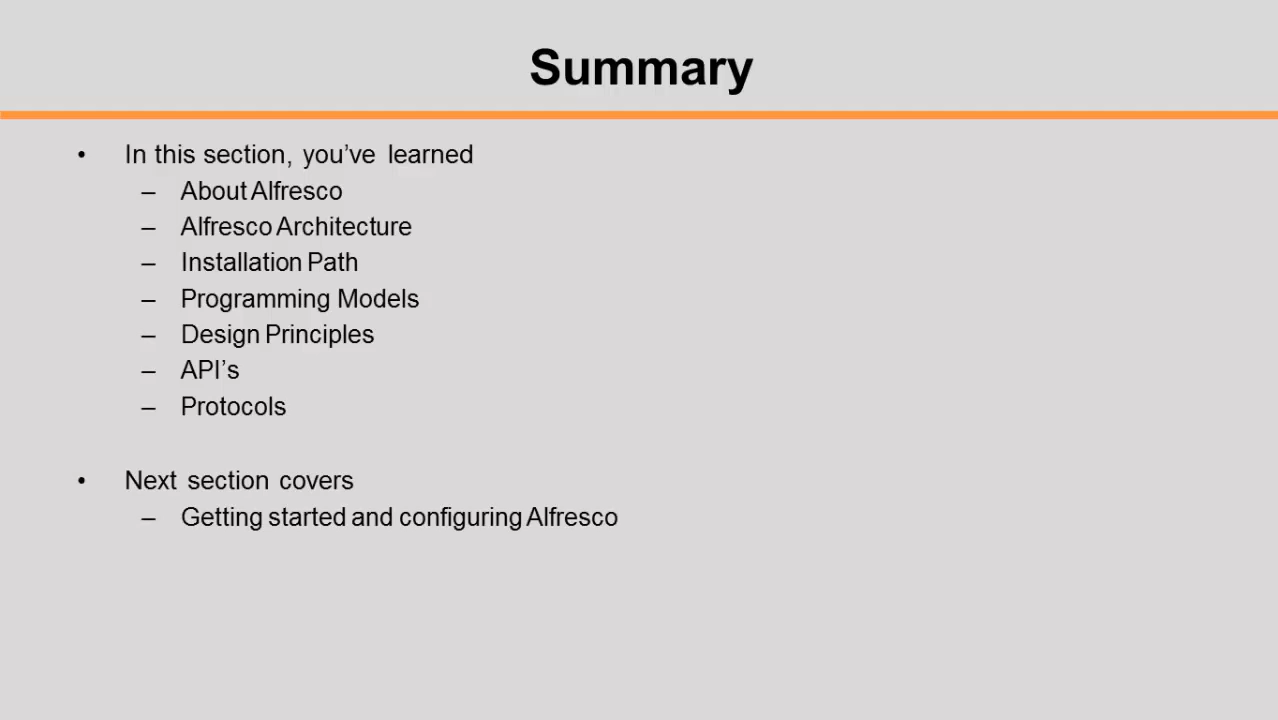 Summary
• In this section, you’ve learned
– About Alfresco
– Alfresco Architecture
– Installation Path
– Programming Models
– Design Principles
– API’s
– Protocols
• Next section covers
– Getting started and configuring Alfresco